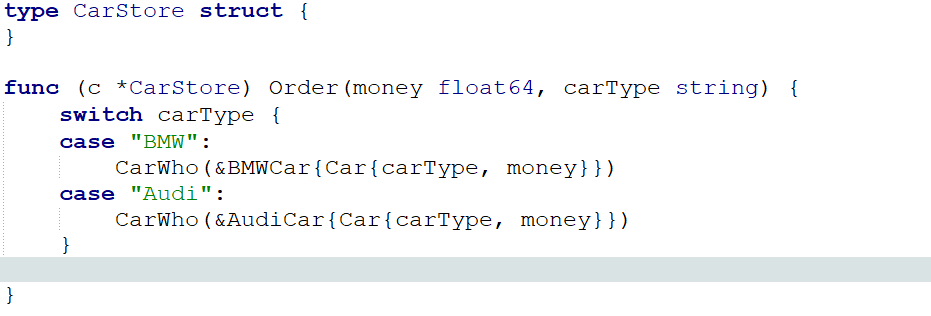 type CarStore struct {
}
func (c *CarStore) Order(money float64, carType string) {
switch carType {
case "BMW":
CarWho(&BMWCar{Car{carType, money}})
case "Audi":
CarWho(&AudiCar{Car{carType, money}})
}
}